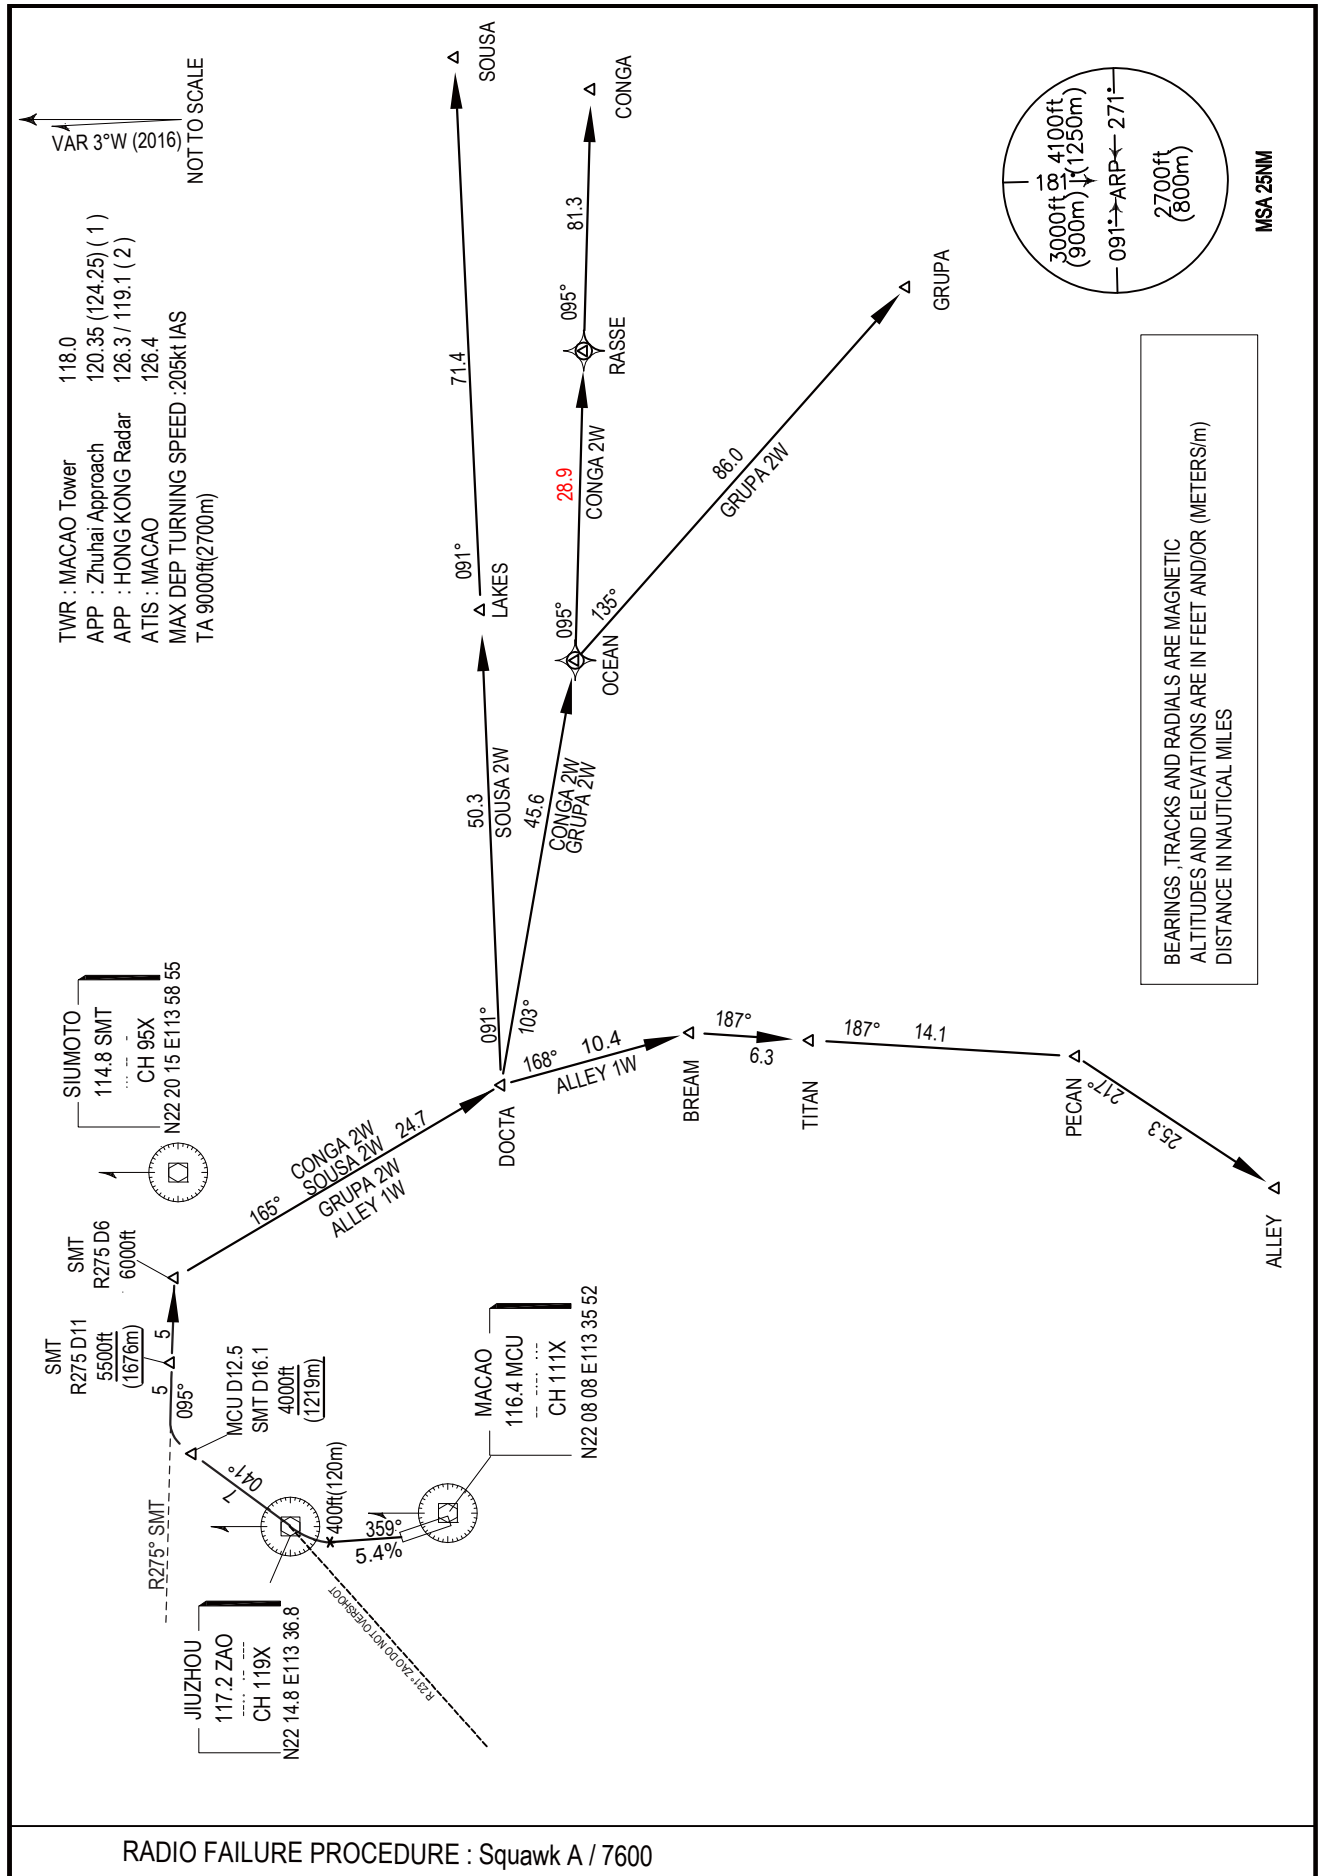 VAR 3°W (2016)
NOT TO SCALE
TWR : MACAO Tower 118.0
APP : Zhuhai Approach 120.35 (124.25) ( 1 )
APP : HONG KONG Radar 126.3 / 119.1 ( 2 )
ATIS : MACAO 126.4
MAX DEP TURNING SPEED :205kt IAS
TA 9000ft(2700m)
SOUSA
CONGA
GRUPA
71.4
81.3
095°
RASSE
091°
LAKES
28.9
CONGA 2W
095°
135°
OCEAN
86.0
GRUPA 2W
50.3
SOUSA 2W
45.6
CONGA 2W
GRUPA 2W
091°
103°
DOCTA
168°
10.4
ALLEY 1W
BREAM
187°
6.3
TITAN
187°
14.1
PECAN
217°
25.3
ALLEY
SIUMOTO
114.8 SMT
CH 95X
N22 20 15 E113 58 55
165°
CONGA 2W
SOUSA 2W
24.7
GRUPA 2W
ALLEY 1W
SMT
R275 D6
6000ft
SMT
R275 D11
5500ft
(1676m)
5
5
095°
R275° SMT
MCU D12.5
SMT D16.1
4000ft
(1219m)
041°
7
400ft(120m)
359°
5.4%
R 231° ZAO DO NOT OVERSHOOT
MACAO
116.4 MCU
CH 111X
N22 08 08 E113 35 52
JIUZHOU
117.2 ZAO
CH 119X
N22 14.8 E113 36.8
3000ft
(900m)
4100ft
(1250m)
181°
091°
ARP
271°
2700ft
(800m)
MSA 25NM
BEARINGS ,TRACKS AND RADIALS ARE MAGNETIC
ALTITUDES AND ELEVATIONS ARE IN FEET AND/OR (METERS/m)
DISTANCE IN NAUTICAL MILES
RADIO FAILURE PROCEDURE : Squawk A / 7600